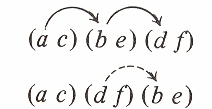 (a c) (b e) (d f)
(a c) (d f) (b e)